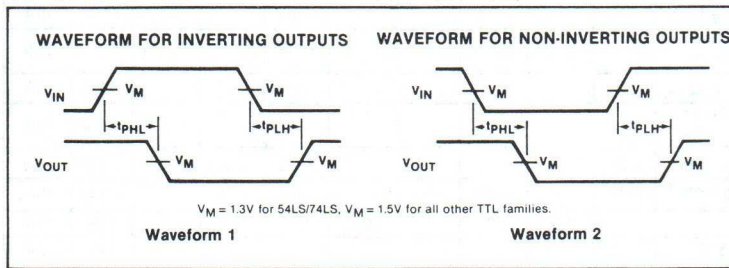 WAVEFORM FOR INVERTING OUTPUTS
VIN
VM
VM
tPHL
tPLH
VOUT
VM
VM
WAVEFORM FOR NON-INVERTING OUTPUTS
VIN
VM
VM
tPHL
tPLH
VOUT
VM
VM
VM = 1.3V for 54LS/74LS, VM = 1.5V for all other TTL families.
Waveform 1
Waveform 2